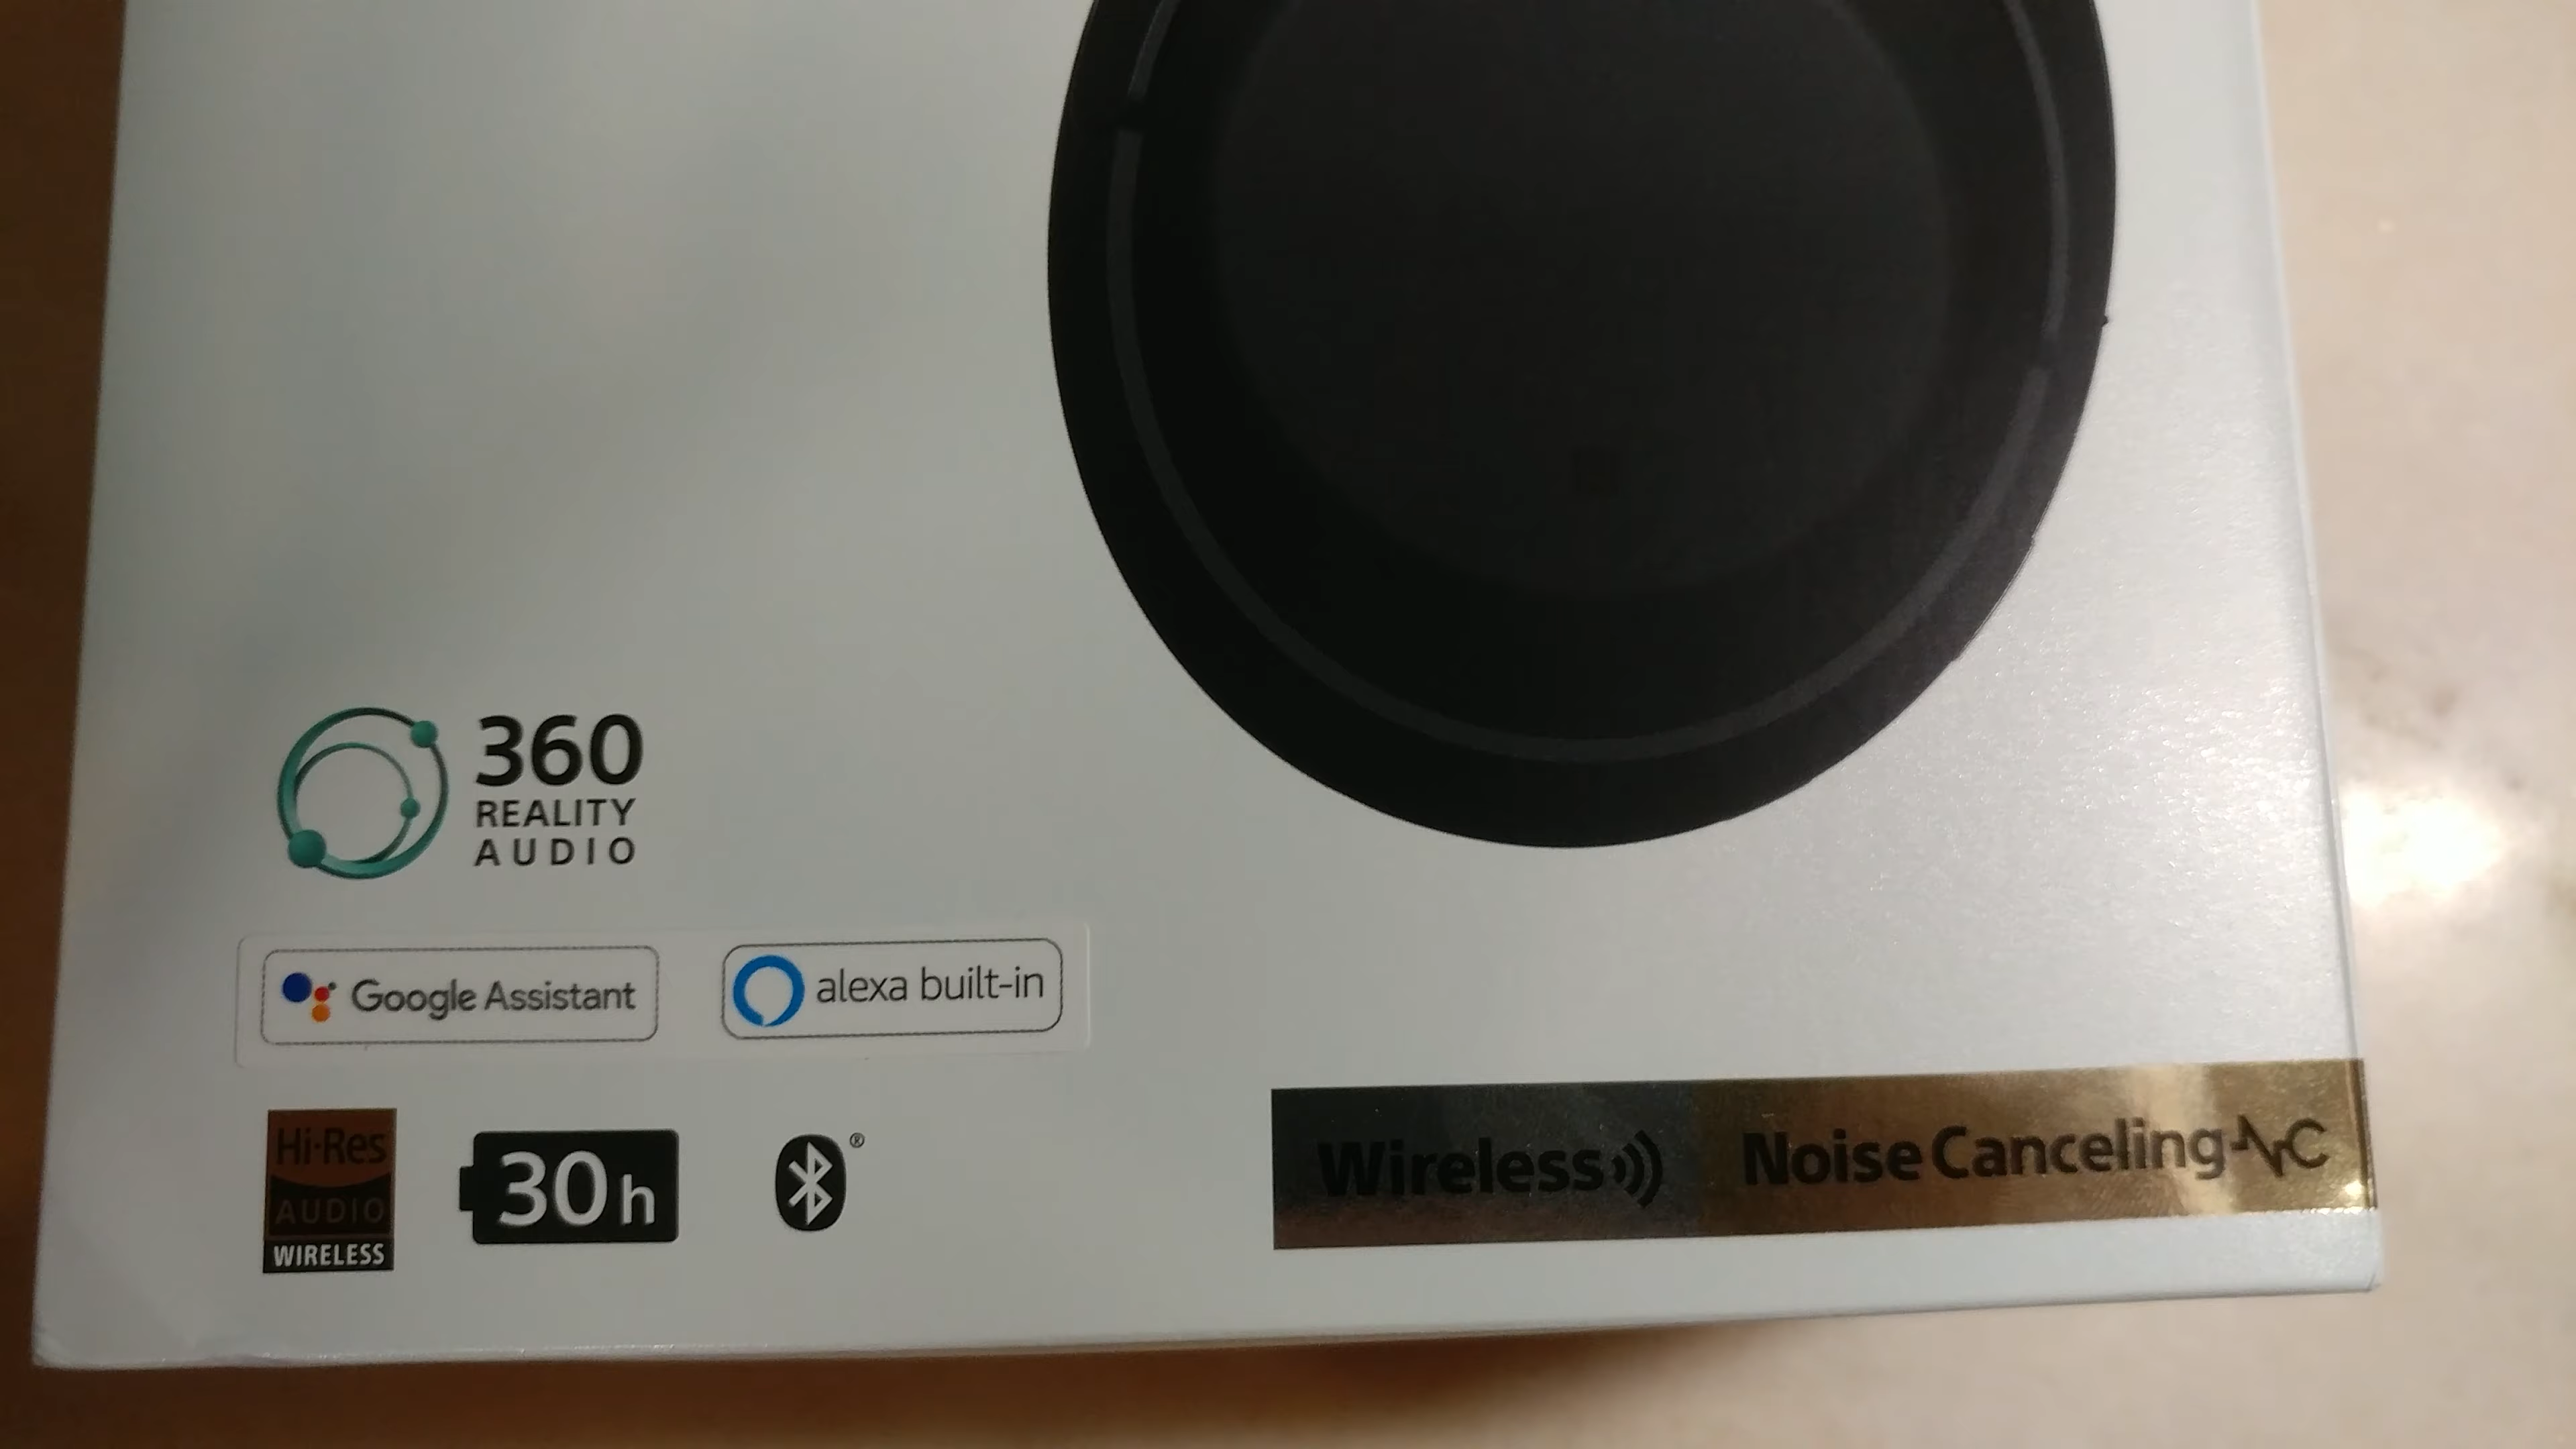 360
REALITY
AUDIO
Google Assistant
alexa built-in
Hi-Res
AUDIO
WIRELESS
30h
®
Wireless
Noise Canceling